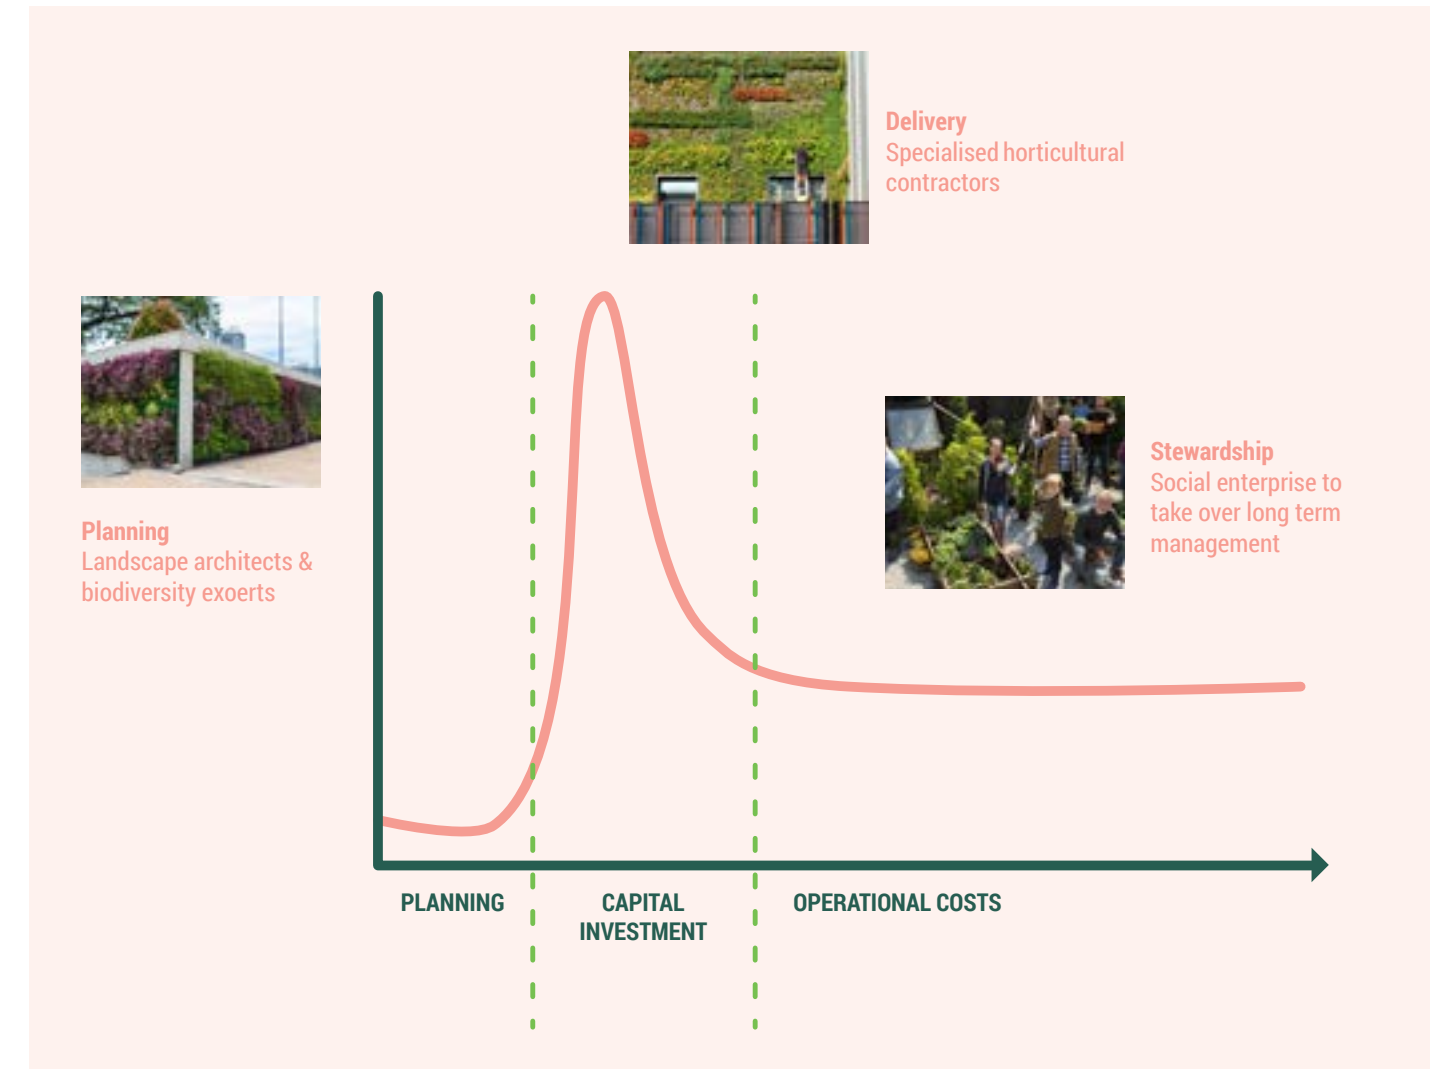 Delivery
Specialised horticultural
contractors
Planning
Landscape architects &
biodiversity exoerts
Stewardship
Social enterprise to
take over long term
management
PLANNING
CAPITAL
INVESTMENT
OPERATIONAL COSTS